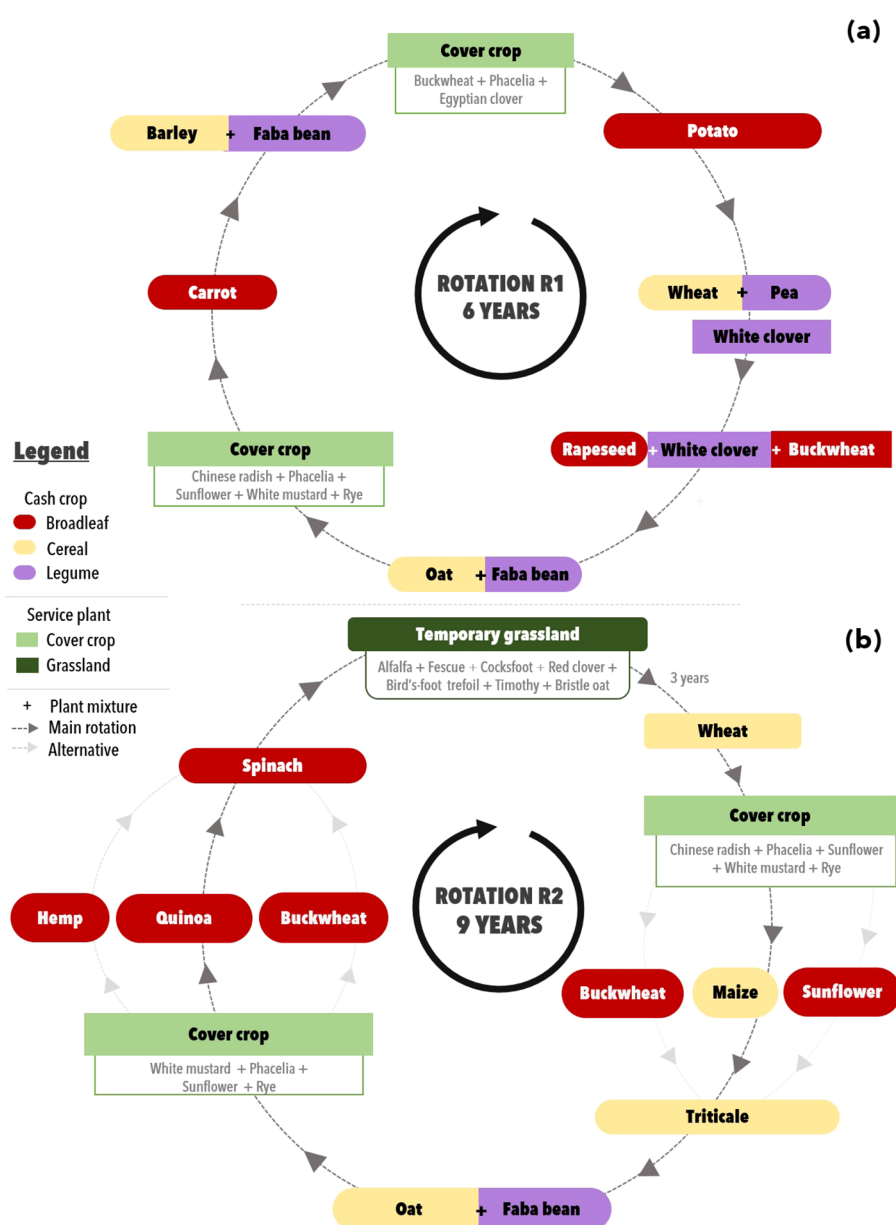 (a)
Cover crop
Buckwheat + Phacelia +
Egyptian clover
Barley + Faba bean
Potato
ROTATION R1
6 YEARS
Carrot
Wheat + Pea
White clover
Cover crop
Chinese radish + Phacelia +
Sunflower + White mustard + Rye
Rapeseed + White clover + Buckwheat
Oat + Faba bean
Legend
Cash crop
Broadleaf
Cereal
Legume
Service plant
Cover crop
Grassland
+ Plant mixture
Main rotation
Alternative
(b)
Temporary grassland
Alfalfa + Fescue + Cocksfoot + Red clover +
Bird's-foot trefoil + Timothy + Bristle oat
3 years
Wheat
Spinach
Cover crop
Chinese radish + Phacelia + Sunflower
+ White mustard + Rye
ROTATION R2
9 YEARS
Hemp
Quinoa
Buckwheat
Buckwheat
Maize
Sunflower
Cover crop
White mustard + Phacelia +
Sunflower + Rye
Triticale
Oat + Faba bean